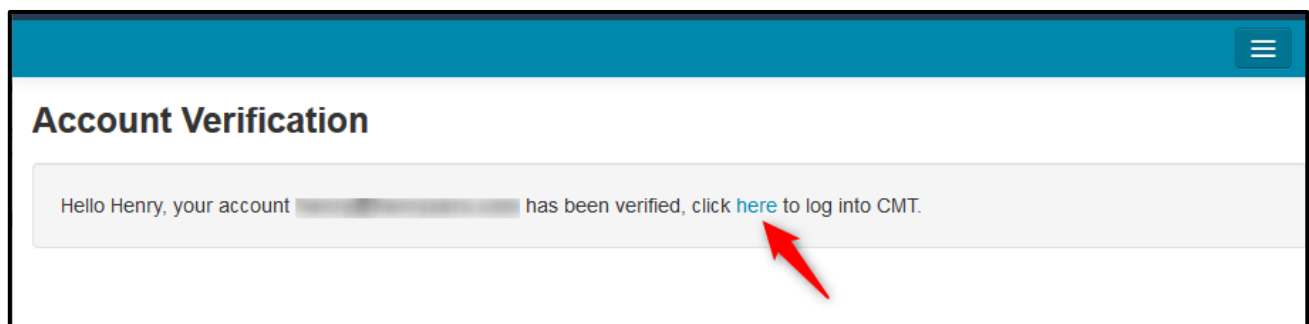 Account Verification
Hello Henry, your account has been verified, click here to log into CMT.